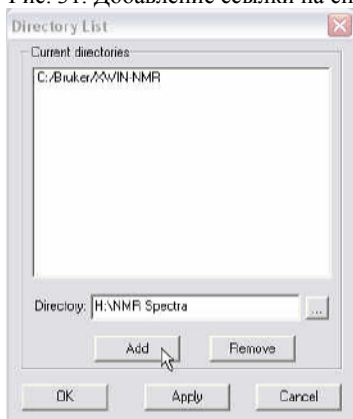 Рис. 31. Добавление ссылки на
Directory List
Current directories
C:/Bruker/XWIN-NMR
Directory: H:\NMR Spectra ...
Add Remove
OK Apply Cancel